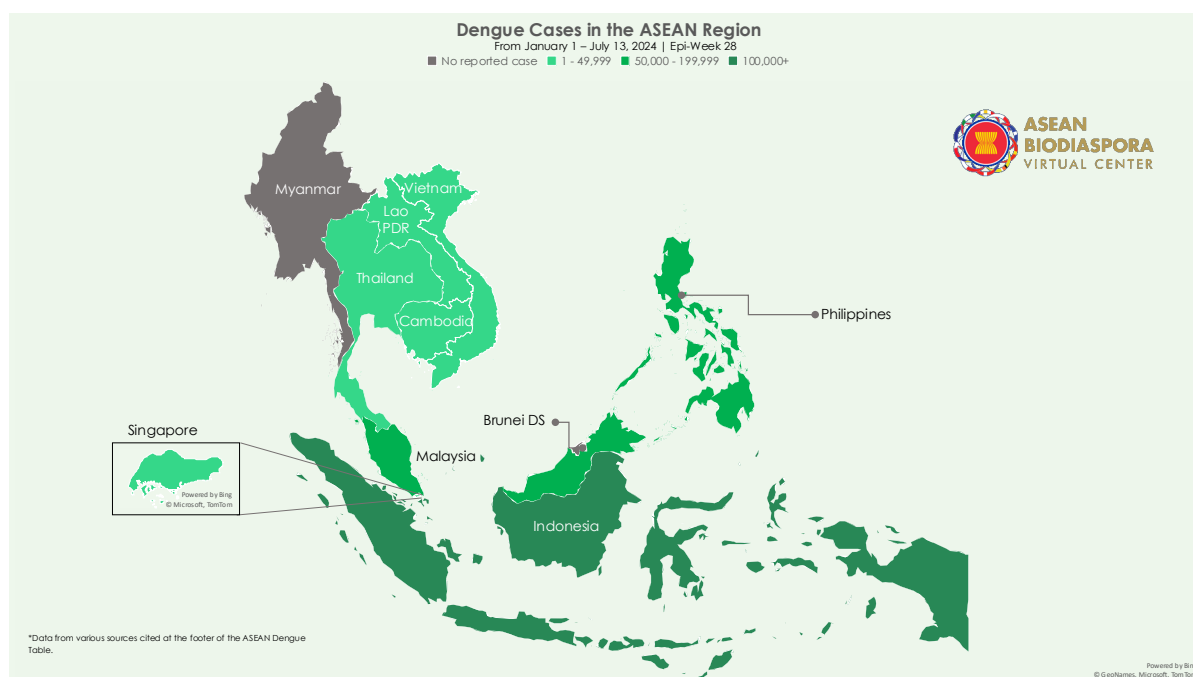 Dengue Cases in the ASEAN Region
From January 1 – July 13, 2024 | Epi-Week 28
No reported case 1 - 49,999 50,000 - 199,999 100,000+
ASEAN
BIODIASPORA
VIRTUAL CENTER
Myanmar
Vietnam
Lao
PDR
Thailand
Cambodia
Philippines
Brunei DS
Singapore
Malaysia
Powered by Bing
© Microsoft, TomTom
Indonesia
*Data from various sources cited at the footer of the ASEAN Dengue
Table.
Powered by Bin
© GeoNames, Microsoft, TomTom